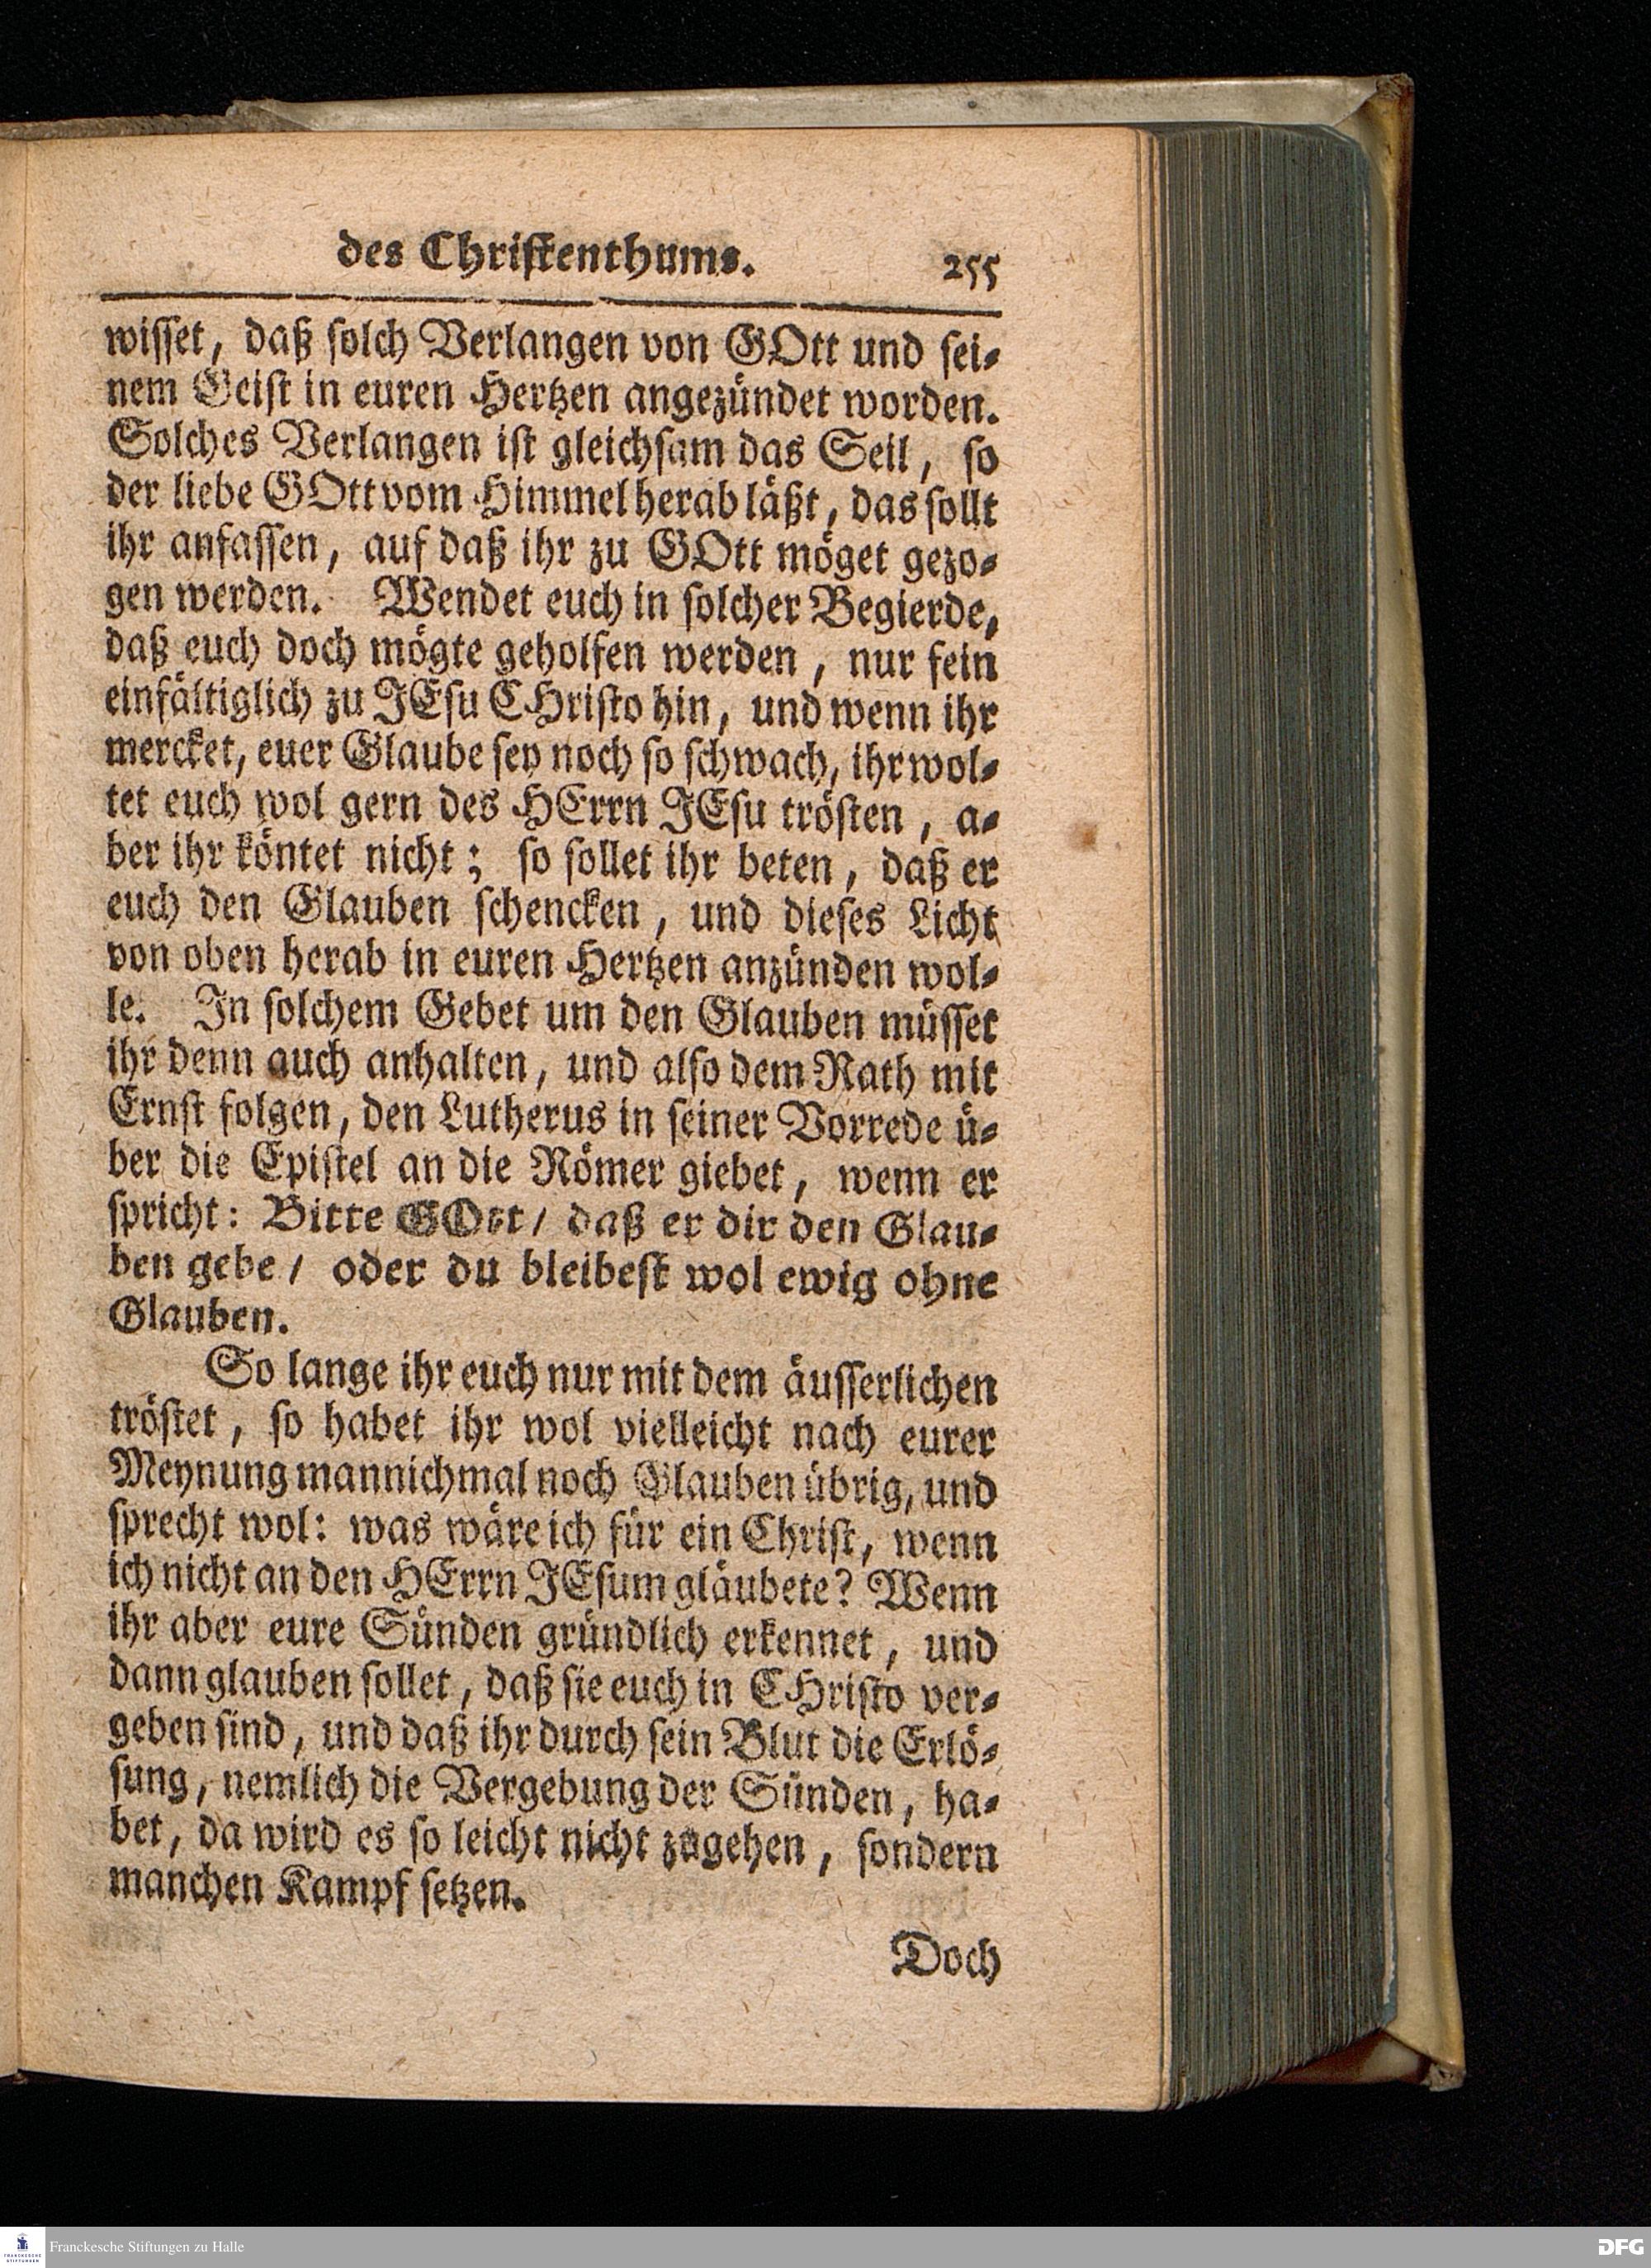 des Christenthums. 255
wisset, daß solch Verlangen von GOtt und sei-
nem Geist in euren Hertzen angezündet worden.
Solches Verlangen ist gleichsam das Seil, so
der liebe GOtt vom Himmel herab läßt, das sollt
ihr anfassen, auf daß ihr zu GOtt möget gezo-
gen werden. Wendet euch in solcher Begierde,
daß euch doch mögte geholfen werden, nur fein
einfältiglich zu JEsu CHristo hin, und wenn ihr
mercket, euer Glaube sey noch so schwach, ihr wol-
tet euch wol gern des HErrn JEsu trösten, a-
ber ihr köntet nicht; so sollet ihr beten, daß er
euch den Glauben schencken, und dieses Licht
von oben herab in euren Hertzen anzünden wol-
le. In solchem Gebet um den Glauben müsset
ihr denn auch anhalten, und also dem Rath mit
Ernst folgen, den Lutherus in seiner Vorrede ü-
ber die Epistel an die Römer giebet, wenn er
spricht: Bitte GOtt/ daß er dir den Glau-
ben gebe/ oder du bleibest wol ewig ohne
Glauben.
So lange ihr euch nur mit dem äusserlichen
tröstet, so habet ihr wol vielleicht nach eurer
Meynung mannichmal noch Glauben übrig, und
sprecht wol: was wäre ich für ein Christ, wenn
ich nicht an den HErrn JEsum gläubete? Wenn
ihr aber eure Sünden gründlich erkennet, und
dann glauben sollet, daß sie euch in CHristo ver-
geben sind, und daß ihr durch sein Blut die Erlö-
sung, nemlich die Vergebung der Sünden, ha-
bet, da wird es so leicht nicht zugehen, sondern
manchen Kampf setzen.
Doch
FRANCKESCHE STIFTUNGEN
Franckesche Stiftungen zu Halle
DFG